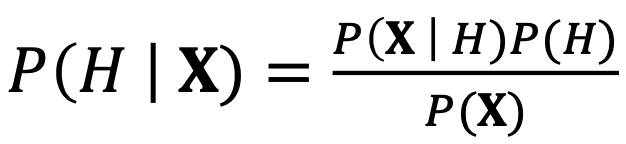 P(H | X) = P(X | H)P(H) / P(X)